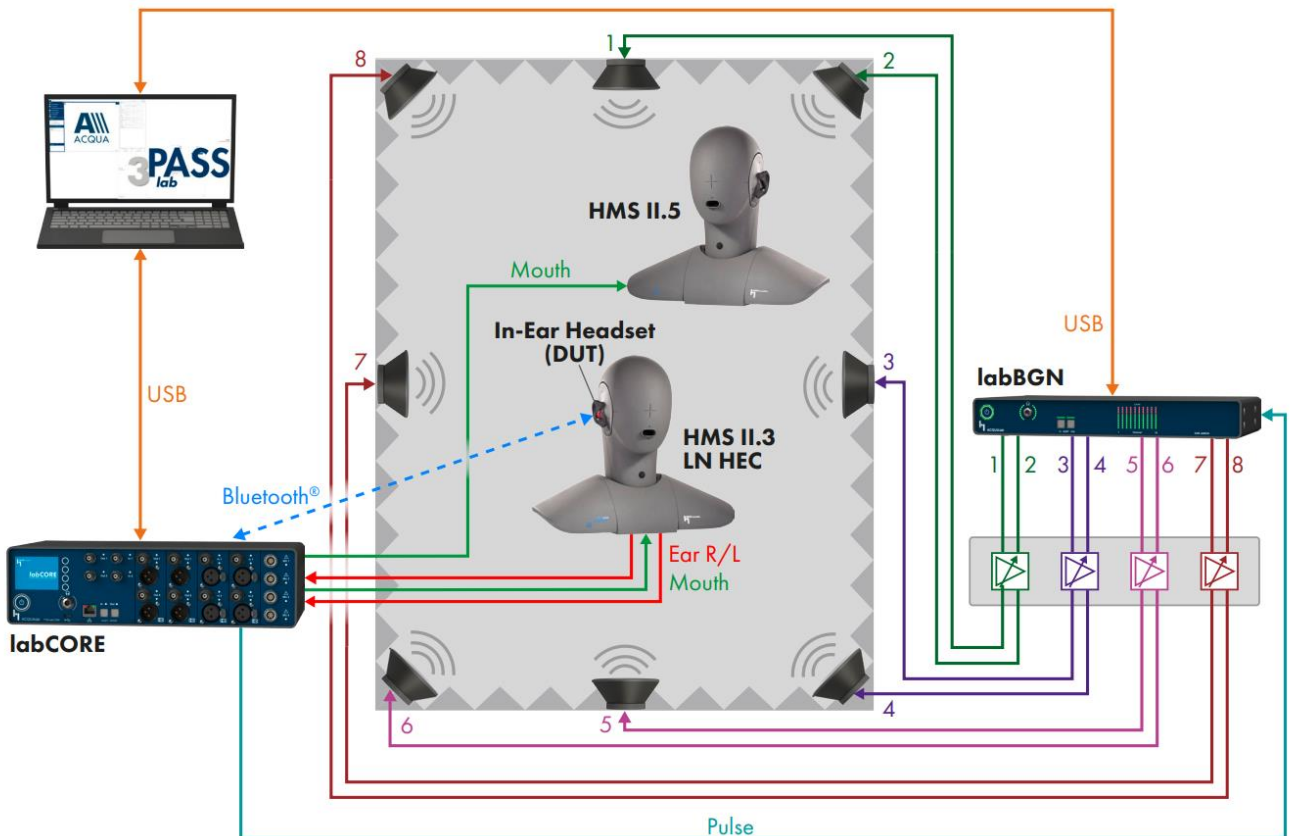 1
8
2
ACQUA
3PASS
lab
HMS II.5
Mouth
In-Ear Headset
(DUT)
USB
7
3
labBGN
USB
HMS II.3
LN HEC
1 2 3 4 5 6 7 8
Bluetooth®
labCORE
Ear R/L
Mouth
labCORE
6
5
4
Pulse